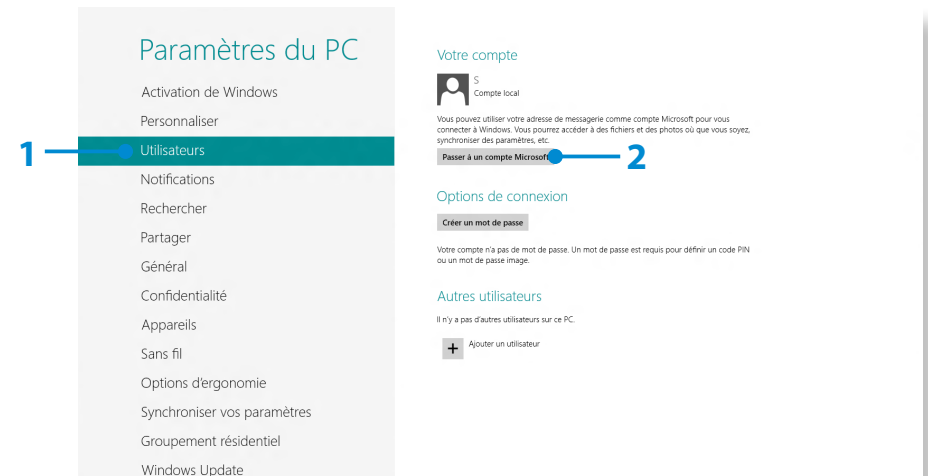 Paramètres du PC
Activation de Windows
Personnaliser
1
Utilisateurs
Notifications
Rechercher
Partager
Général
Confidentialité
Appareils
Sans fil
Options d'ergonomie
Synchroniser vos paramètres
Groupement résidentiel
Windows Update
Votre compte
S
Compte local
Vous pouvez utiliser votre adresse de messagerie comme compte Microsoft pour vous
connecter à Windows. Vous pourrez accéder à des fichiers et des photos où que vous soyez,
synchroniser des paramètres, etc.
Passer à un compte Microsoft
2
Options de connexion
Créer un mot de passe
Votre compte n'a pas de mot de passe. Un mot de passe est requis pour définir un code PIN
ou un mot de passe image.
Autres utilisateurs
Il n'y a pas d'autres utilisateurs sur ce PC.
+ Ajouter un utilisateur